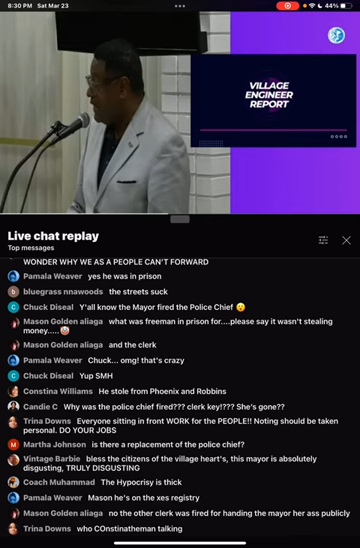 8:30 PM Sat Mar 23
44%
VILLAGE
ENGINEER
REPORT
Live chat replay
Top messages
WONDER WHY WE AS A PEOPLE CAN'T FORWARD
Pamala Weaver yes he was in prison
bluegrass nnawoods the streets suck
Chuck Diseal Y'all know the Mayor fired the Police Chief 😮
Mason Golden aliaga what was freeman in prison for....please say it wasn't stealing
money.....🤡
Mason Golden aliaga and the clerk
Pamala Weaver Chuck... omg! that's crazy
Chuck Diseal Yup SMH
Constina Williams He stole from Phoenix and Robbins
Candie C Why was the police chief fired??? clerk key!??? She's gone??
Trina Downs Everyone sitting in front WORK for the PEOPLE!! Noting should be taken
personal. DO YOUR JOBS
Martha Johnson is there a replacement of the police chief?
Vintage Barbie bless the citizens of the village heart's, this mayor is absolutely
disgusting, TRULY DISGUSTING
Coach Muhammad The Hypocrisy is thick
Pamala Weaver Mason he's on the xes registry
Mason Golden aliaga no the other clerk was fired for handing the mayor her ass publicly
Trina Downs who COnstinatheman talking